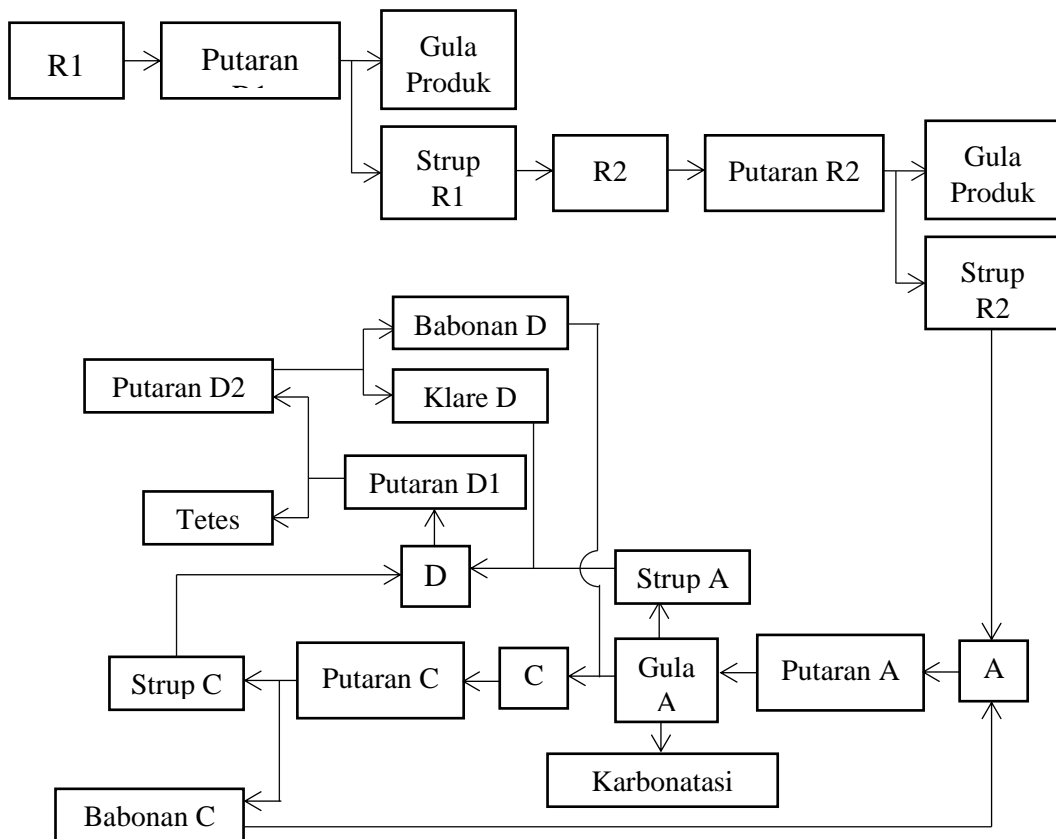 R1
Putaran
Gula
Produk
Strup
R1
R2
Putaran R2
Gula
Produk
Strup
R2
Babonan D
Putaran D2
Klare D
Putaran D1
Tetes
D
Strup A
Strup C
Putaran C
C
Gula
A
Putaran A
A
Karbonatasi
Babonan C